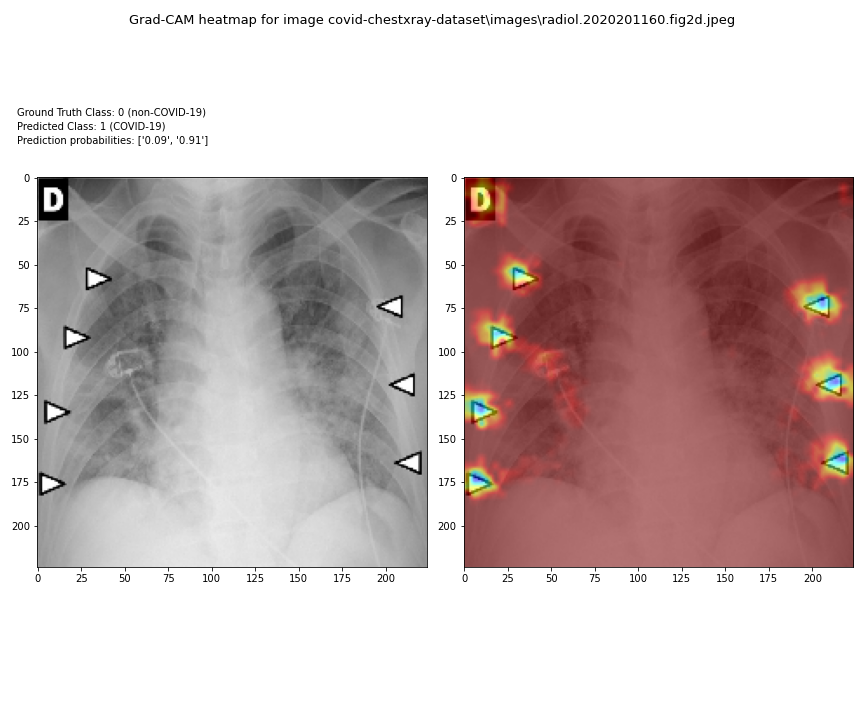 Grad-CAM heatmap for image covid-chestxray-dataset\images\radiol.2020201160.fig2d.jpeg
Ground Truth Class: 0 (non-COVID-19)
Predicted Class: 1 (COVID-19)
Prediction probabilities: ['0.09', '0.91']
D
0
25
50
75
100
125
150
175
200
0 25 50 75 100 125 150 175 200
D
0
25
50
75
100
125
150
175
200
0 25 50 75 100 125 150 175 200